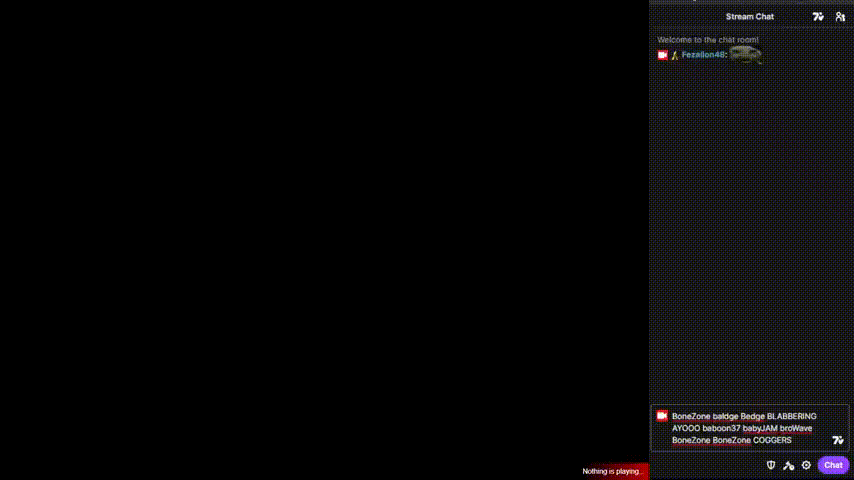 Stream Chat
Welcome to the chat room!
Fezalion48:
BoneZone baldge Bedge BLABBERING
AYOOO baboon37 babyJAM broWave
BoneZone BoneZone COGGERS
Chat
Nothing is playing...